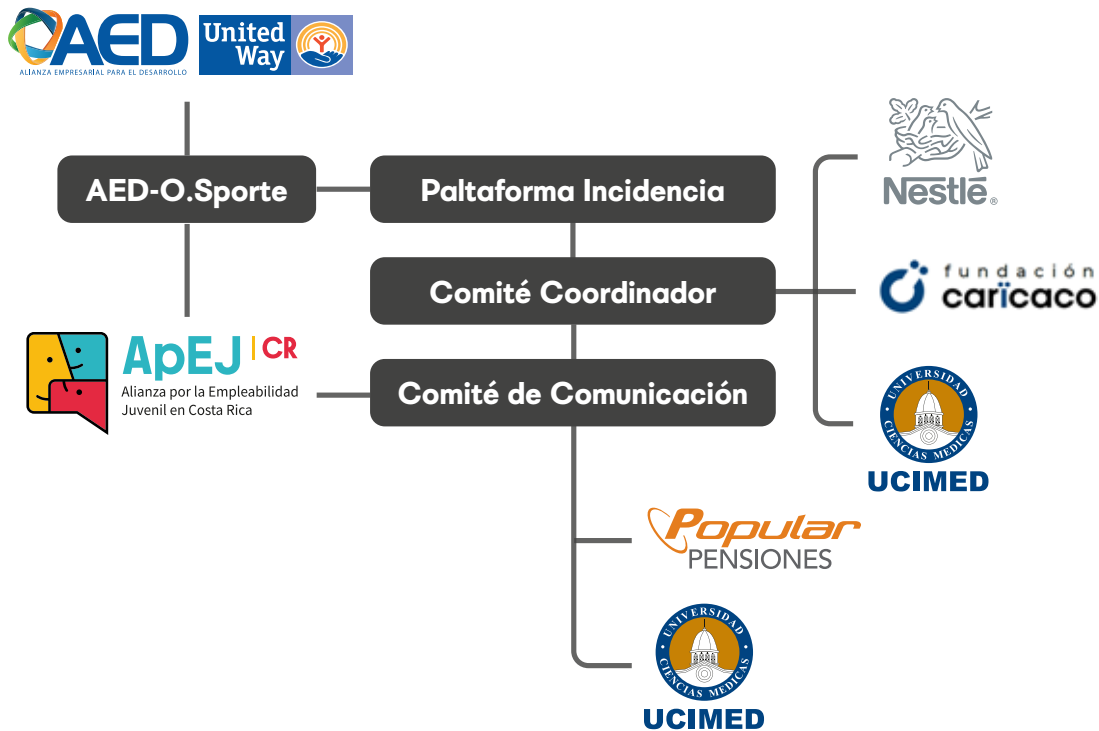 AED
ALIANZA EMPRESARIAL PARA EL DESARROLLO
United
Way
AED-O.Sporte
Paltaforma Incidencia
Nestlé®
Comité Coordinador
fundación
carïcaco
ApEJ | CR
Alianza por la Empleabilidad
Juvenil en Costa Rica
Comité de Comunicación
UNIVERSIDAD
CIENCIAS MEDICAS
UCIMED
Popular
PENSIONES
UNIVERSIDAD
CIENCIAS MEDICAS
UCIMED